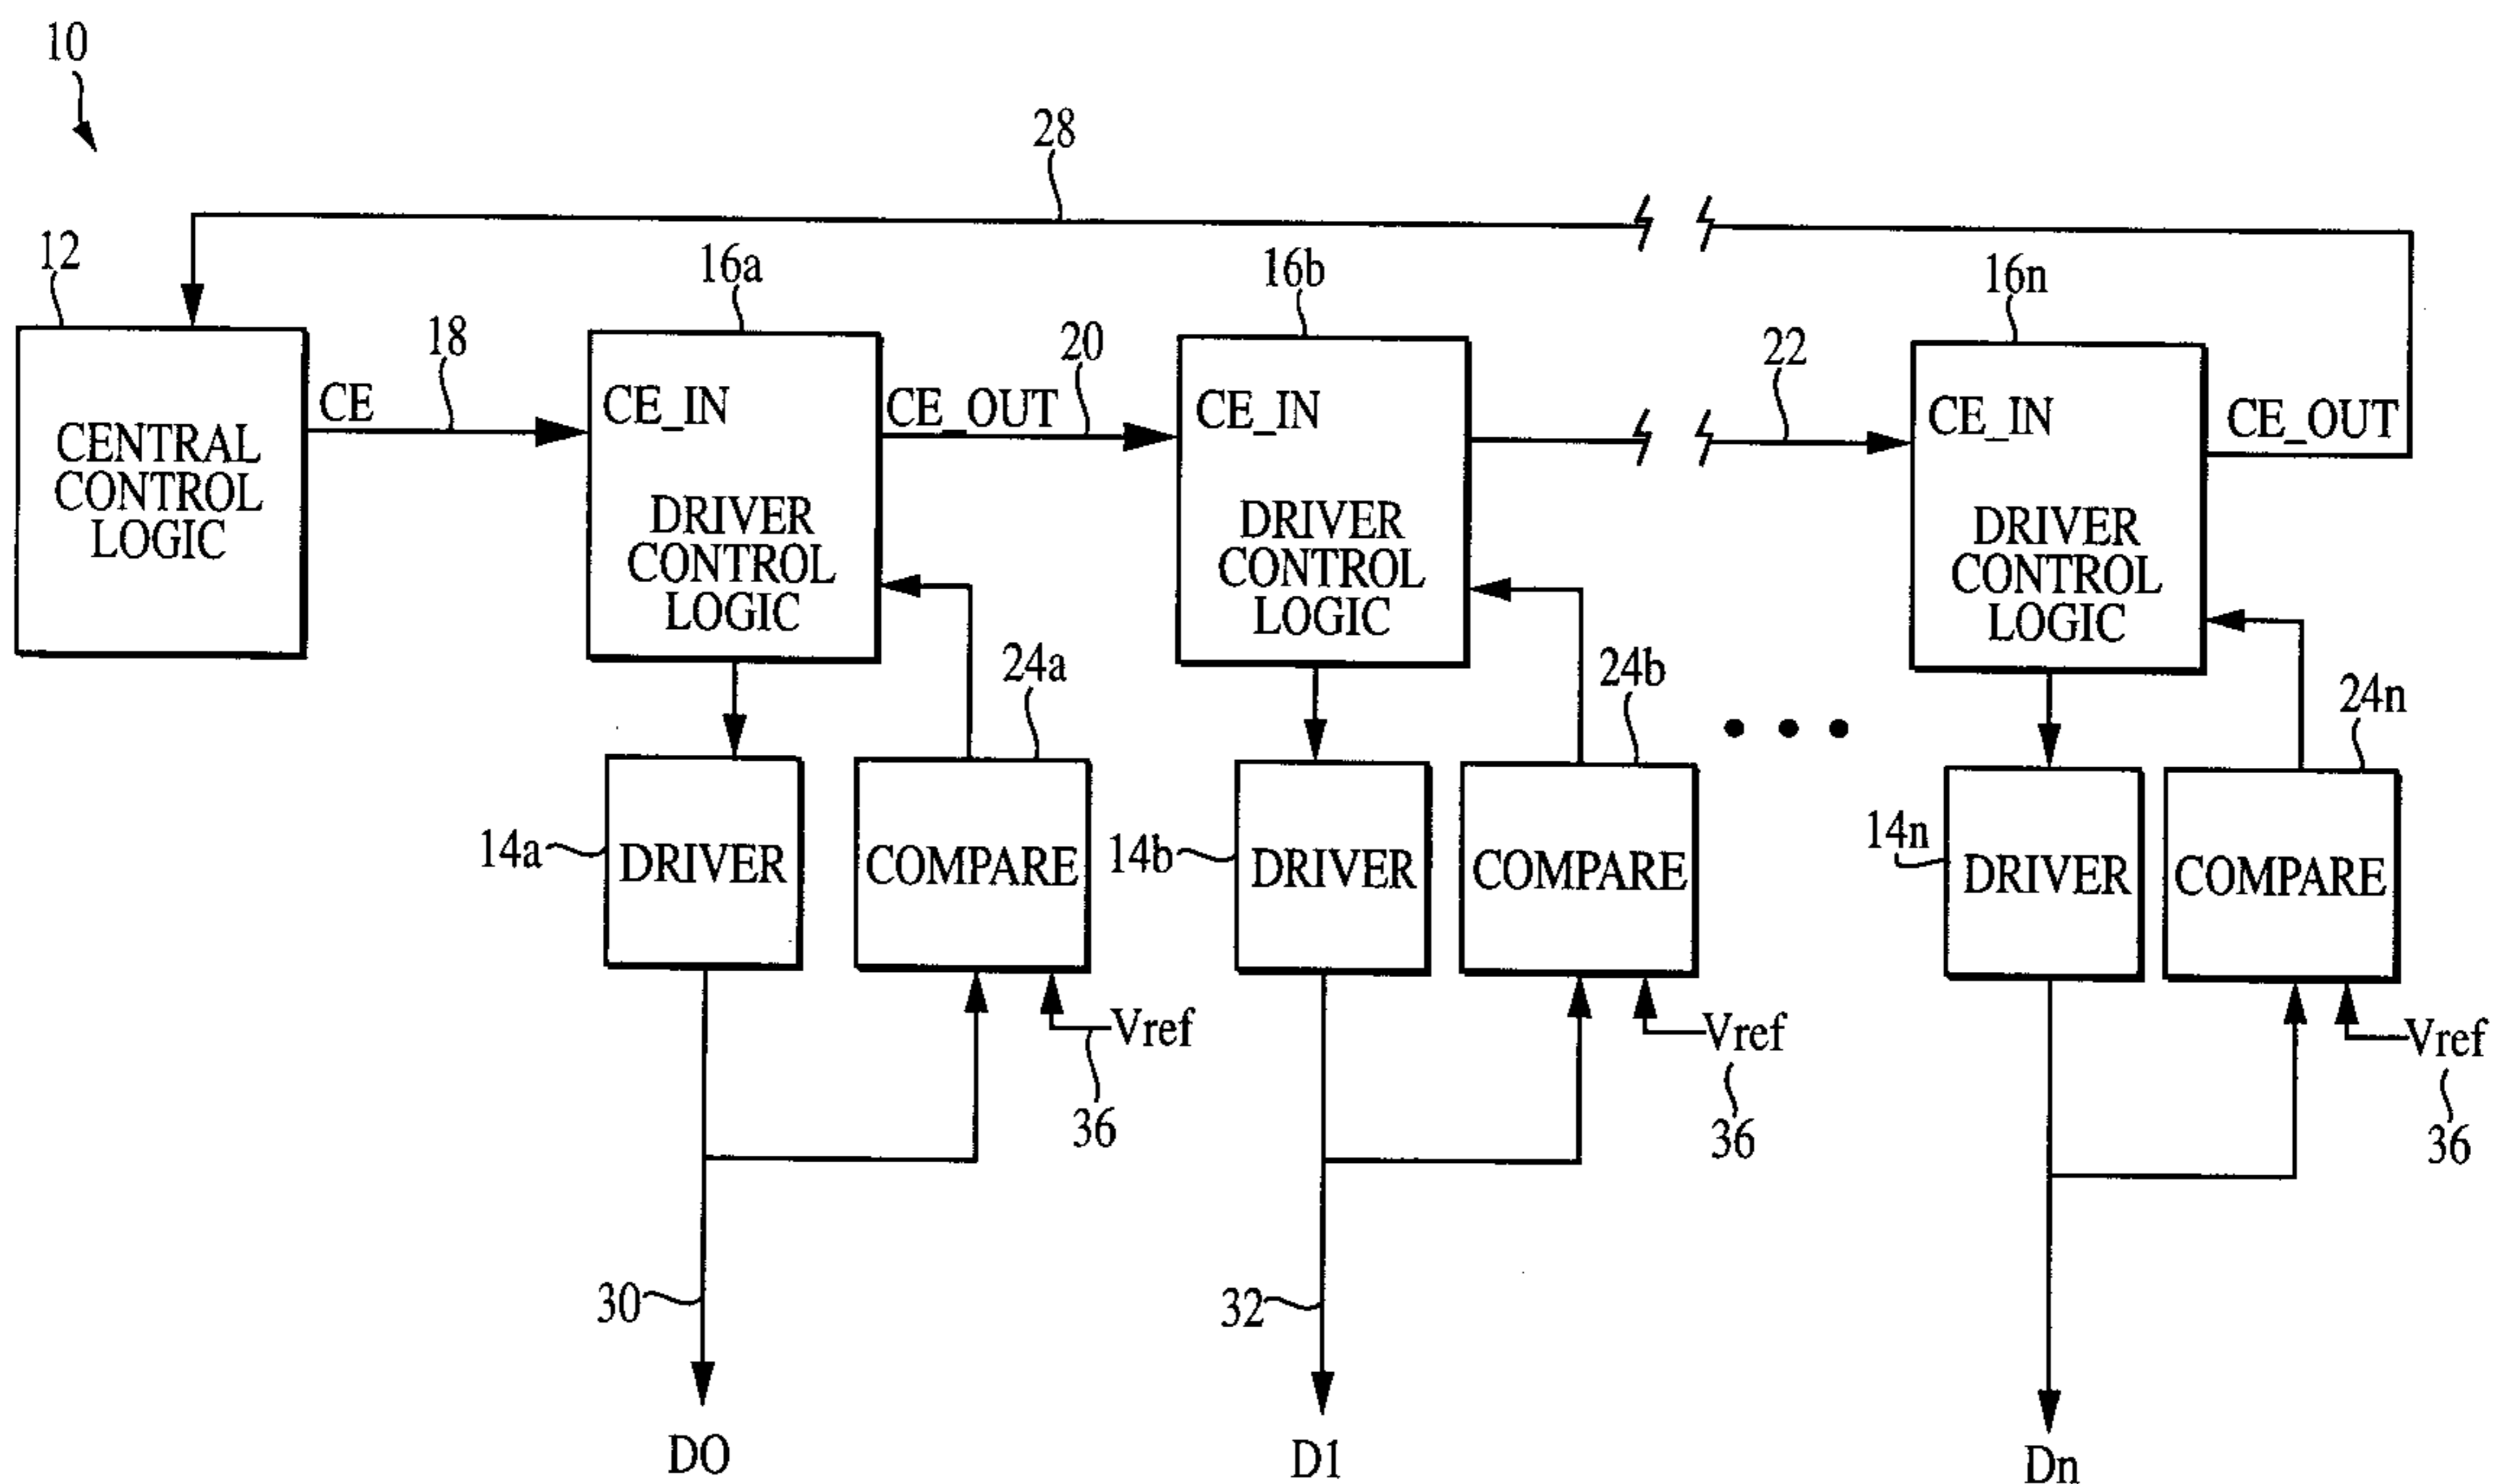 10
28
12
16a
16b
16n
18
20
22
CE
CE_IN
CE_OUT
CE_IN
CE_IN
CE_OUT
CENTRAL
CONTROL
LOGIC
DRIVER
CONTROL
LOGIC
DRIVER
CONTROL
LOGIC
DRIVER
CONTROL
LOGIC
24a
24b
24n
14a
DRIVER
COMPARE
14b
DRIVER
COMPARE
14n
DRIVER
COMPARE
Vref
Vref
Vref
36
36
36
30
32
DO
D1
Dn